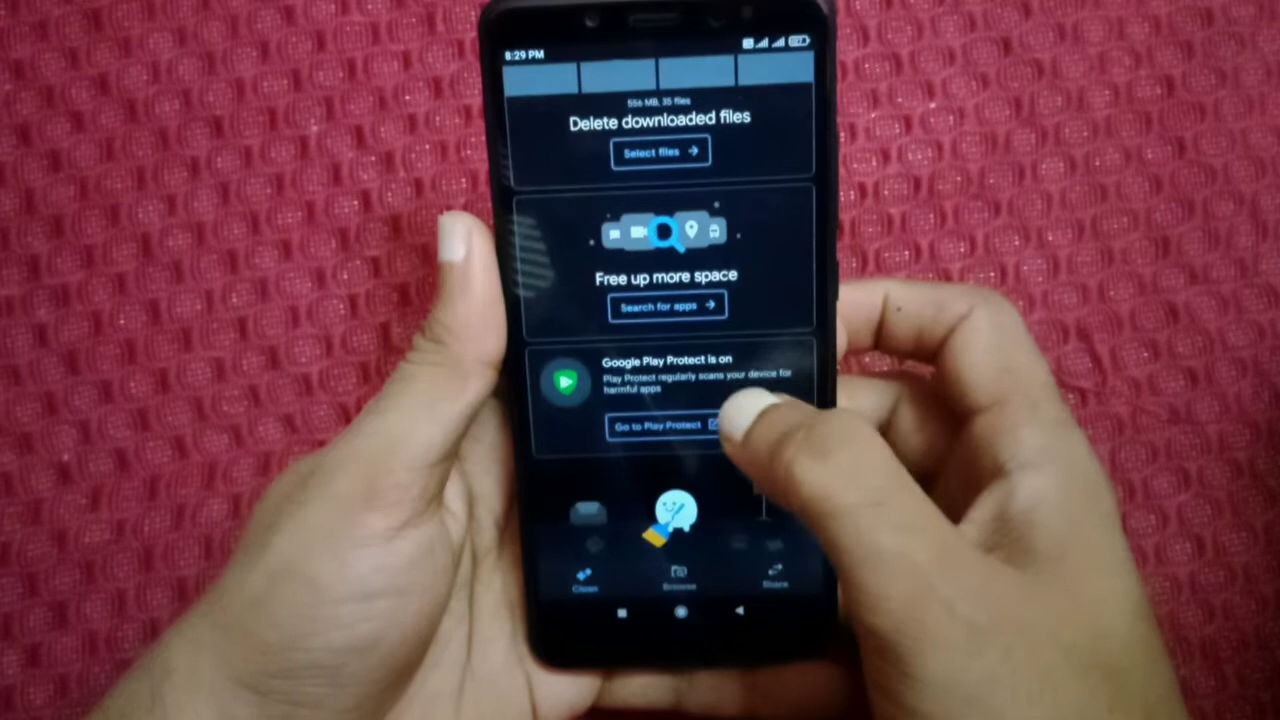 8:29 PM
556 MB, 35 files
Delete downloaded files
Select files
Free up more space
Search for apps
Google Play Protect is on
Play Protect regularly scans your device for
harmful apps
Go to Play Protect
Clean
Browse
Share